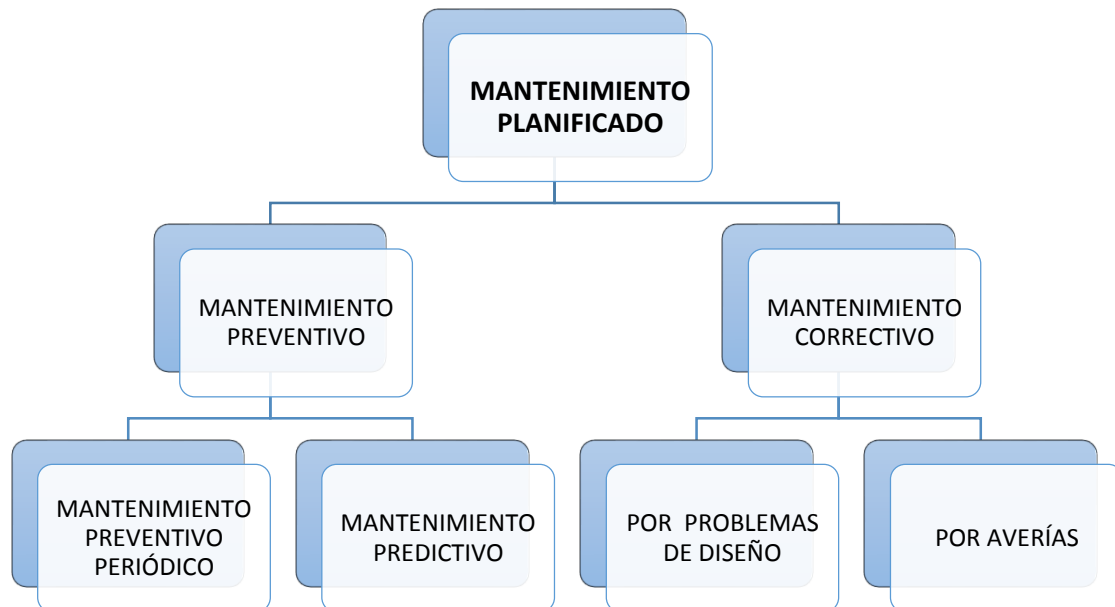 MANTENIMIENTO
PLANIFICADO
MANTENIMIENTO
PREVENTIVO
MANTENIMIENTO
CORRECTIVO
MANTENIMIENTO
PREVENTIVO
PERIÓDICO
MANTENIMIENTO
PREDICTIVO
POR PROBLEMAS
DE DISEÑO
POR AVERÍAS